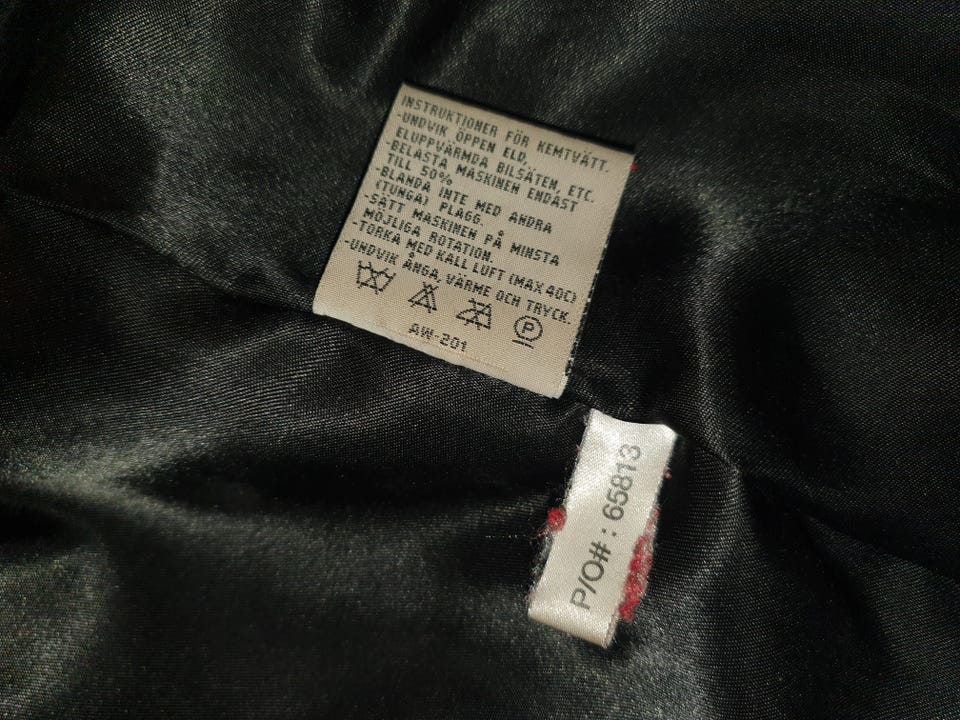 INSTRUKTIONER FÖR KEMTVÄTT.
-UNDVIK ÖPPEN ELD,
ELUPPVÄRMDA BILSÄTEN, ETC.
-BELASTA MASKINEN ENDAST
TILL 50%
-BLANDA INTE MED ANDRA
(TUNGA) PLAGG.
-SÄTT MASKINEN PÅ MINSTA
MÖJLIGA ROTATION.
-TORKA MED KALL LUFT (MAX 40C)
-UNDVIK ÅNGA, VÄRME OCH TRYCK.
P
AW-201
P/O# : 65813